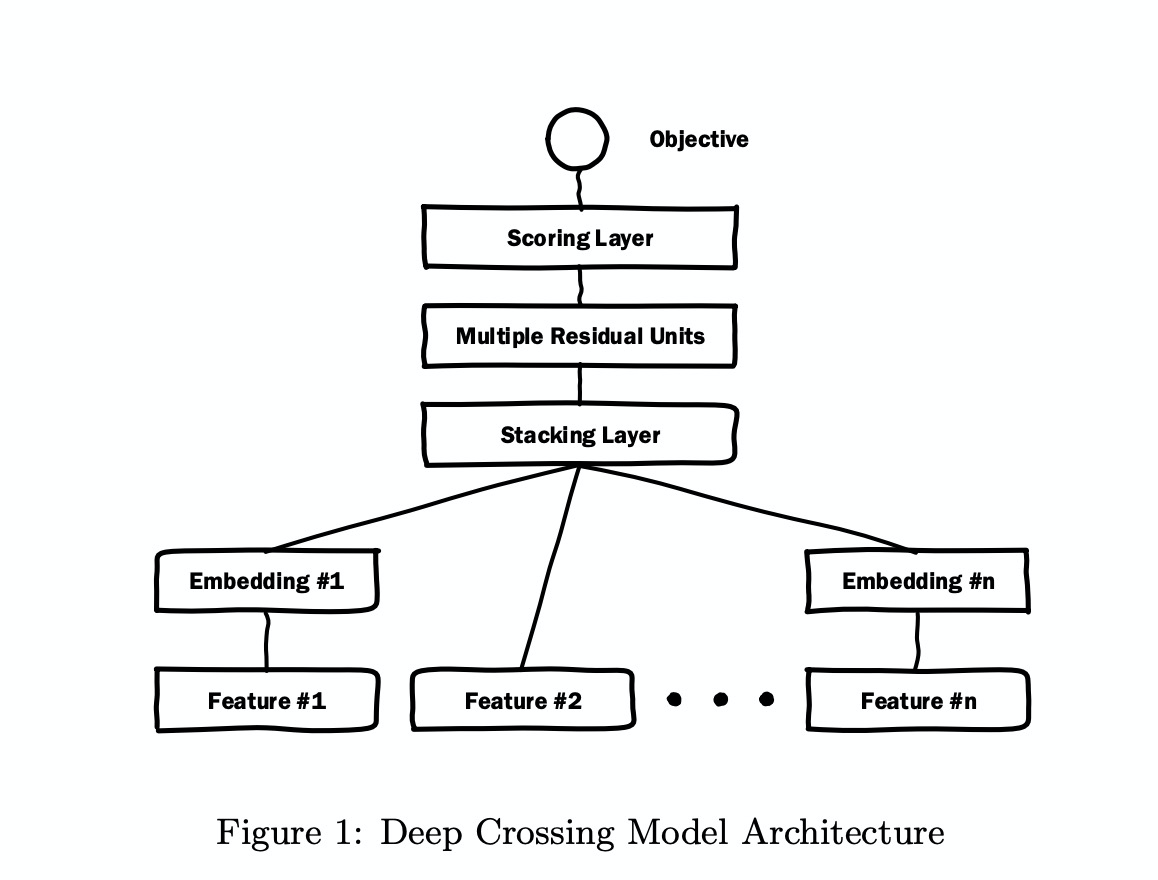 Objective
Scoring Layer
Multiple Residual Units
Stacking Layer
Embedding #1
Embedding #n
Feature #1
Feature #2
Feature #n
Figure 1: Deep Crossing Model Architecture